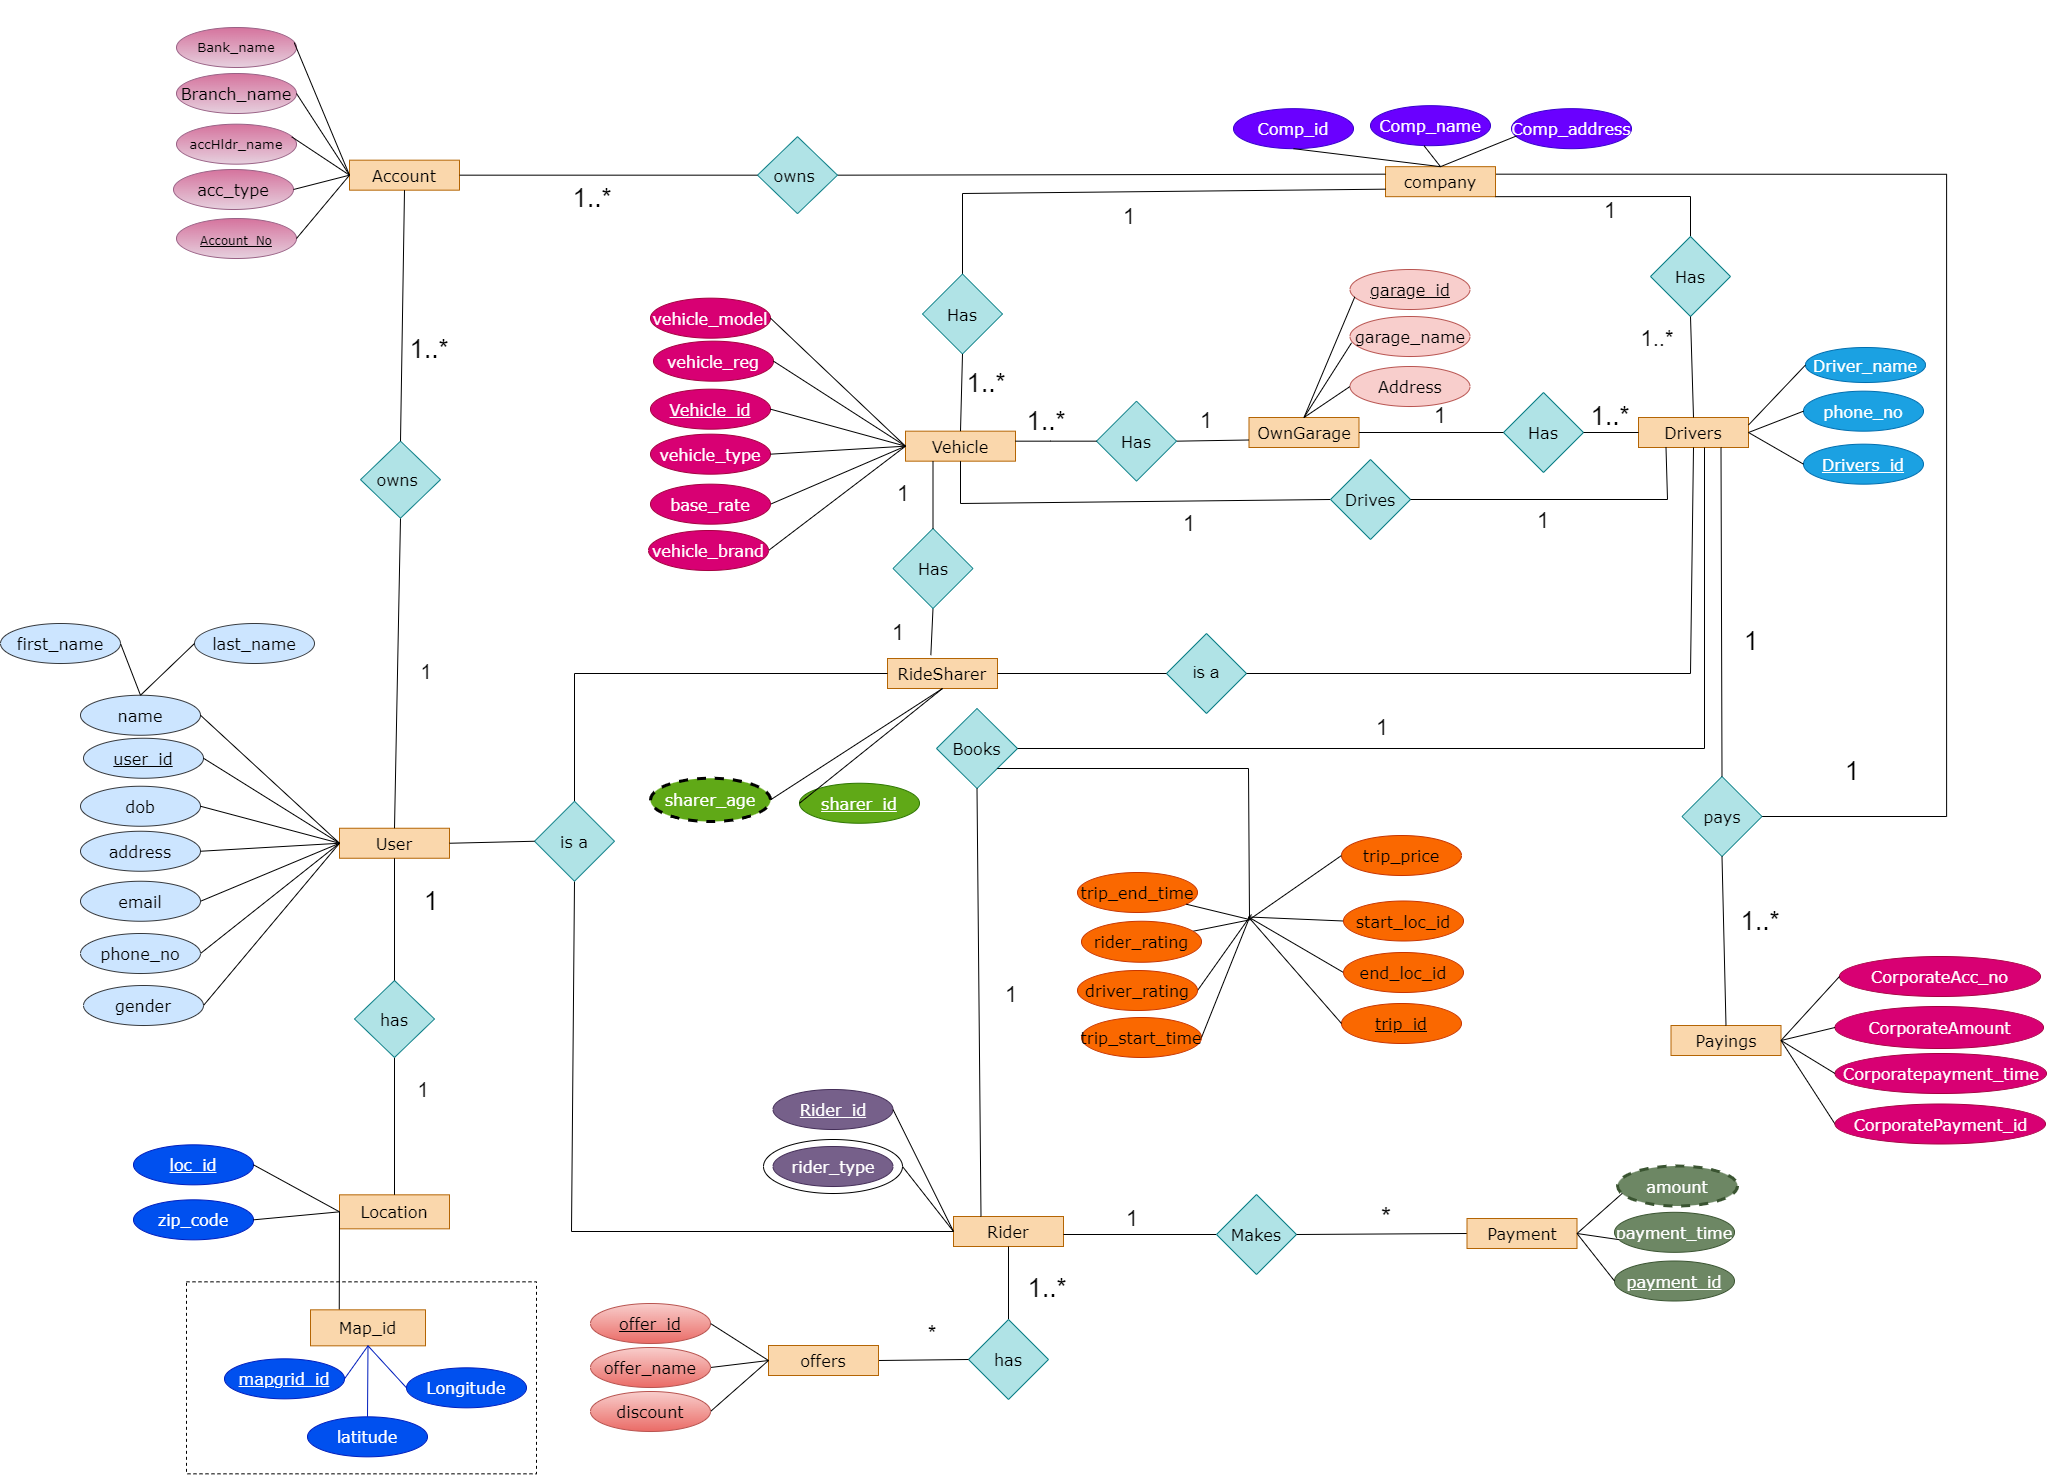 Bank_name
Branch_name
accHldr_name
acc_type
Account_No
Account
1..*
owns
Comp_id
Comp_name
Comp_address
company
1
1
Has
Has
1..*
1..*
1..*
garage_id
garage_name
Address
OwnGarage
vehicle_model
vehicle_reg
Vehicle_id
vehicle_type
base_rate
vehicle_brand
Vehicle
1..*
Has
1
1
Has
1..*
Drivers
Driver_name
phone_no
Drivers_id
owns
1
Drives
1
1
Has
1
1
first_name
last_name
name
user_id
dob
address
email
phone_no
gender
User
1
RideSharer
is a
1
Books
1
sharer_age
sharer_id
is a
1
pays
1
1..*
trip_end_time
rider_rating
driver_rating
trip_start_time
trip_price
start_loc_id
end_loc_id
trip_id
1
has
1
CorporateAcc_no
CorporateAmount
Corporatepayment_time
CorporatePayment_id
Payings
Rider_id
rider_type
loc_id
zip_code
Location
Rider
1
Makes
*
Payment
amount
payment_time
payment_id
1..*
Map_id
mapgrid_id
Longitude
latitude
offer_id
offer_name
discount
offers
*
has